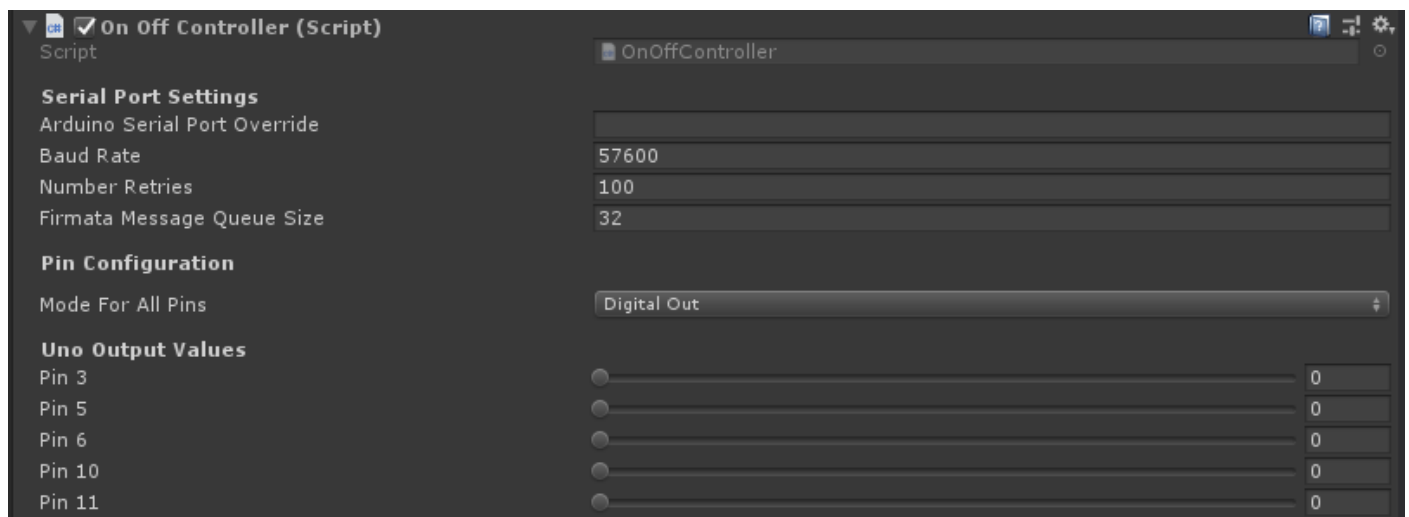 On Off Controller (Script)
Script OnOffController
Serial Port Settings
Arduino Serial Port Override
Baud Rate 57600
Number Retries 100
Firmata Message Queue Size 32
Pin Configuration
Mode For All Pins Digital Out
Uno Output Values
Pin 3 0
Pin 5 0
Pin 6 0
Pin 10 0
Pin 11 0